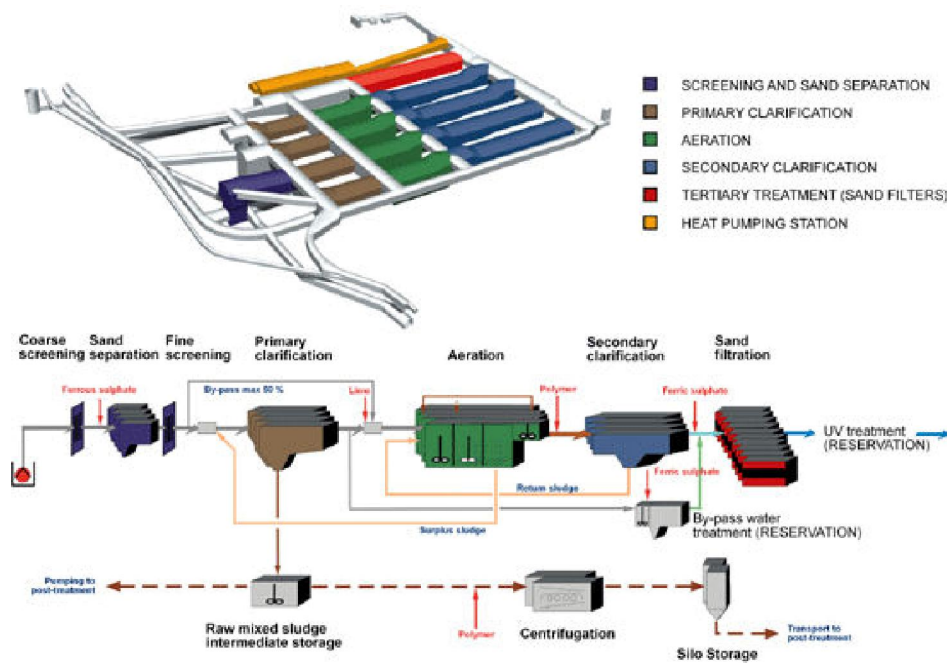 SCREENING AND SAND SEPARATION
PRIMARY CLARIFICATION
AERATION
SECONDARY CLARIFICATION
TERTIARY TREATMENT (SAND FILTERS)
HEAT PUMPING STATION
Coarse
screening
Sand
separation
Fine
screening
Primary
clarification
Aeration
Secondary
clarification
Sand
filtration
Ferrous sulphate
By-pass max 50 %
Lime
Polymer
Ferric sulphate
UV treatment
(RESERVATION)
Return sludge
Ferric sulphate
Surplus sludge
By-pass water
treatment (RESERVATION)
Pumping to
post-treatment
Raw mixed sludge
intermediate storage
Polymer
Centrifugation
Silo Storage
Transport to
post-treatment